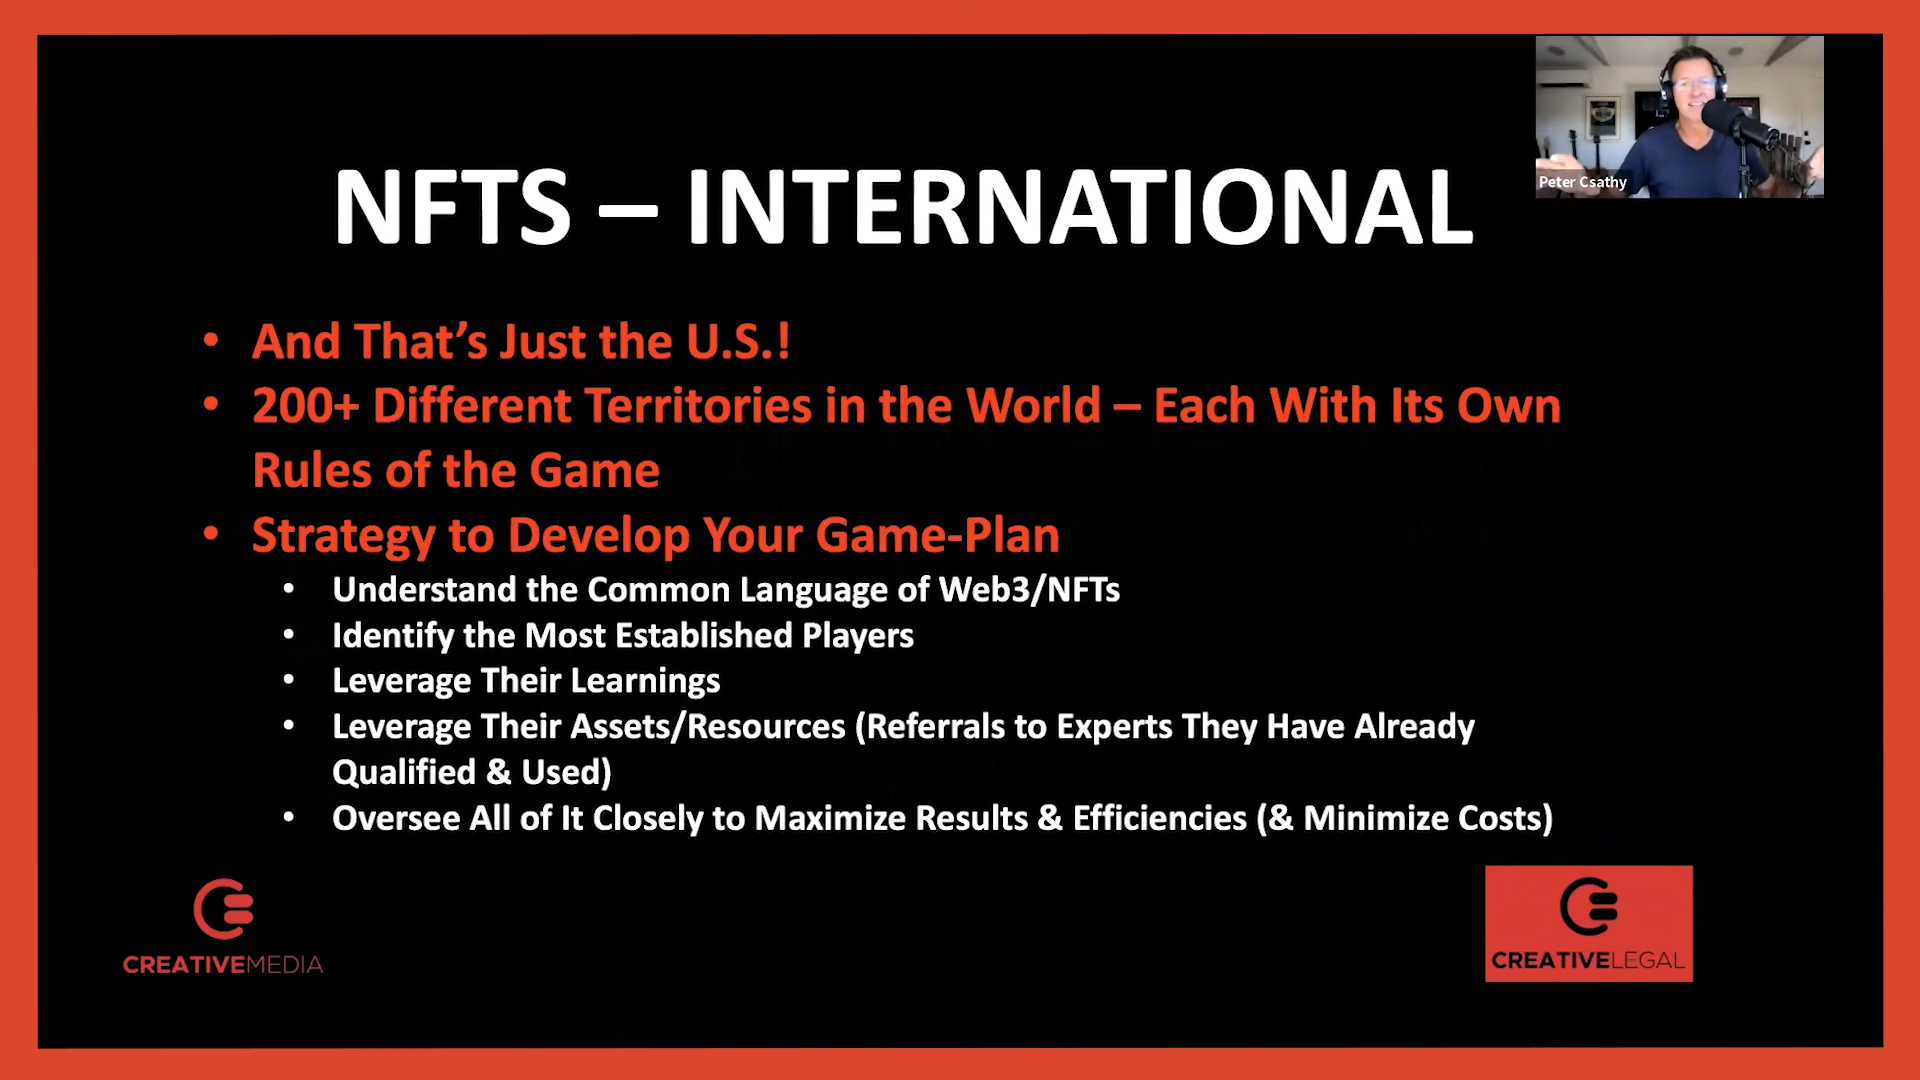 Peter Csathy
NFTS – INTERNATIONAL
• And That's Just the U.S.!
• 200+ Different Territories in the World – Each With Its Own
Rules of the Game
• Strategy to Develop Your Game-Plan
• Understand the Common Language of Web3/NFTs
• Identify the Most Established Players
• Leverage Their Learnings
• Leverage Their Assets/Resources (Referrals to Experts They Have Already
Qualified & Used)
• Oversee All of It Closely to Maximize Results & Efficiencies (& Minimize Costs)
CREATIVEMEDIA
CREATIVELEGAL